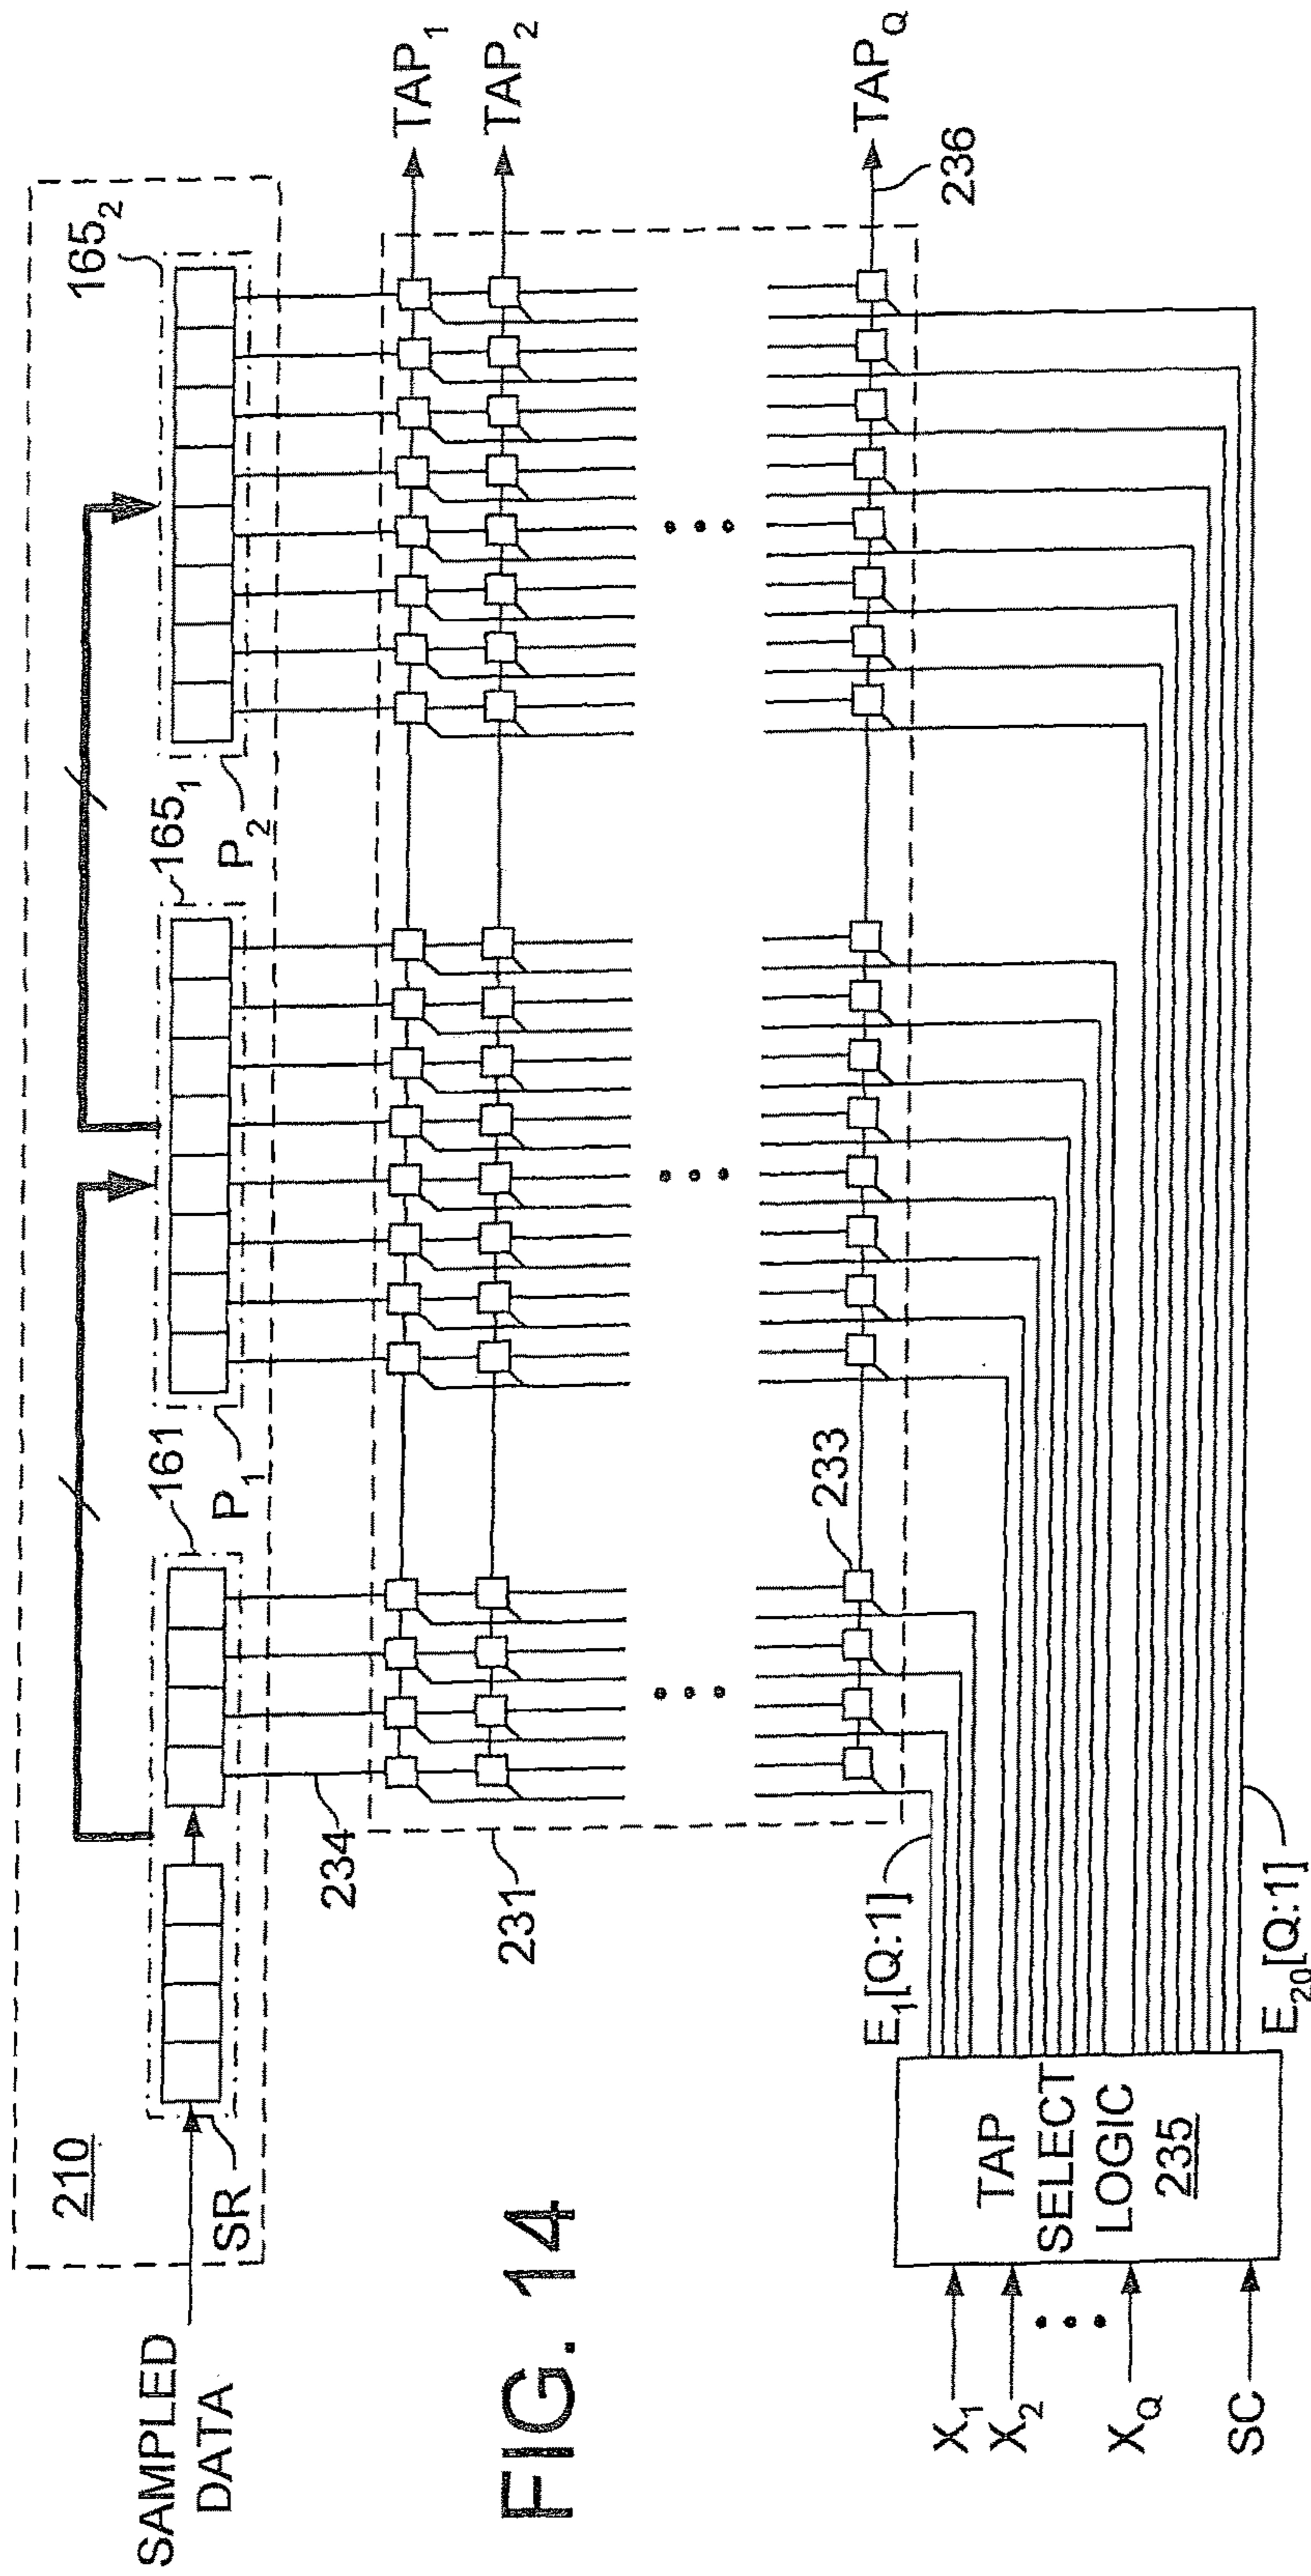 210
SAMPLED
DATA
SR
161
P₁
165₁
P₂
165₂
234
231
TAP₁
TAP₂
TAP_Q
236
233
E₁[Q:1]
E₂₀[Q:1]
TAP
SELECT
LOGIC
235
X₁
X₂
X_Q
SC
FIG. 14